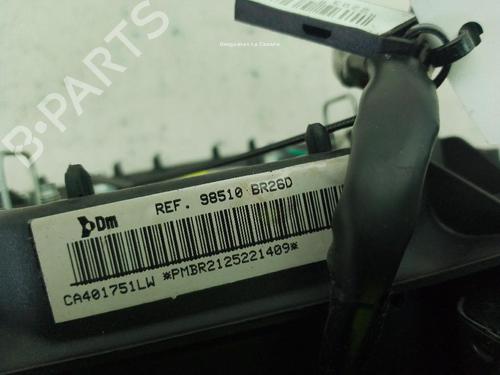 Desguaces La Cabaña
B-PARTS
Dm REF. 98510 BR26D
CA401751LW *PMBR2125221409*